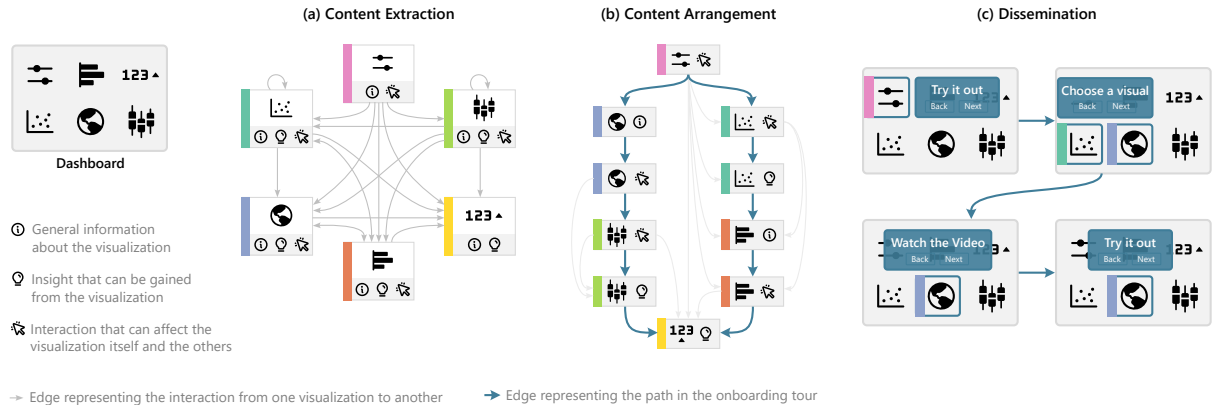 (a) Content Extraction
(b) Content Arrangement
(c) Dissemination
123
Dashboard
General information
about the visualization
Insight that can be gained
from the visualization
Interaction that can affect the
visualization itself and the others
123
123
Try it out
Back Next
123
Choose a visual
Back Next
123
Watch the Video
Back Next
123
Try it out
Back Next
123
Edge representing the interaction from one visualization to another
Edge representing the path in the onboarding tour